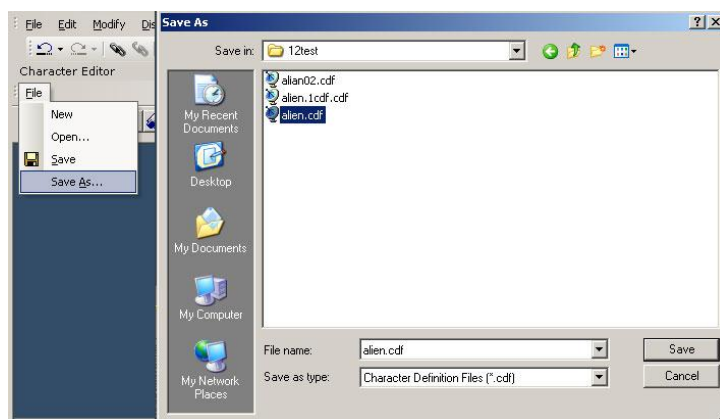 File Edit Modify Dis
Character Editor
File
New
Open...
Save
Save As...
Save As
Save in: 12test
alian02.cdf
alien.1cdf.cdf
alien.cdf
My Recent
Documents
Desktop
My Documents
My Computer
My Network
Places
File name: alien.cdf Save
Save as type: Character Definition Files (*.cdf) Cancel